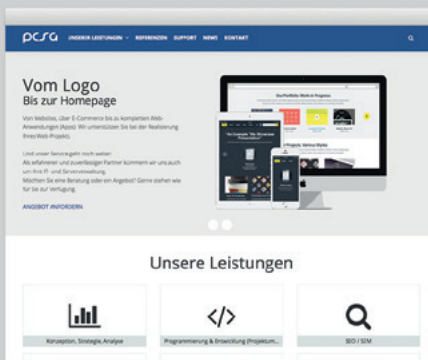 pcsg UNSERER LEISTUNGEN REFERENZEN SUPPORT NEWS KONTAKT
Vom Logo
Bis zur Homepage
Von Websites, über E-Commerce bis zu kompletten Web-
Anwendungen (Apps): Wir unterstützen Sie bei der Realisierung
Ihres Web-Projekts.
Und unser Service geht noch weiter:
Als erfahrener und zuverlässiger Partner kümmern wir uns auch
um Ihre IT- und Serververwaltung.
Möchten Sie eine Beratung oder ein Angebot? Gerne stehen wir
für Sie zur Verfügung.
ANGEBOT ANFORDERN
Unsere Leistungen
Konzeption, Strategie, Analyse
</>
Programmierung & Entwicklung (Projektum...
SEO / SEM